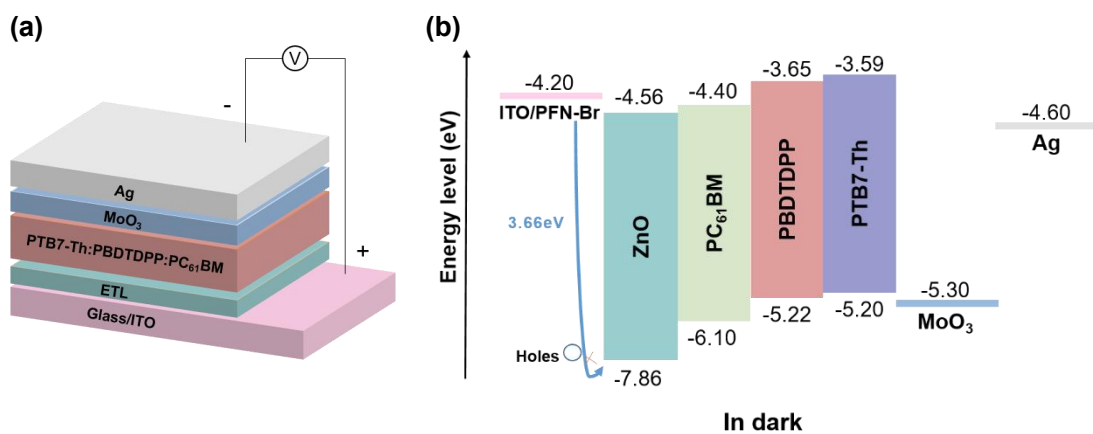 (a)
V
-
+
Ag
MoO₃
PTB7-Th:PBDTDPP:PC₆₁BM
ETL
Glass/ITO
(b)
Energy level (eV)
-4.20
ITO/PFN-Br
3.66eV
Holes
-4.56
ZnO
-7.86
-4.40
PC₆₁BM
-6.10
-3.65
PBDTDPP
-5.22
-3.59
PTB7-Th
-5.20
-5.30
MoO₃
-4.60
Ag
In dark